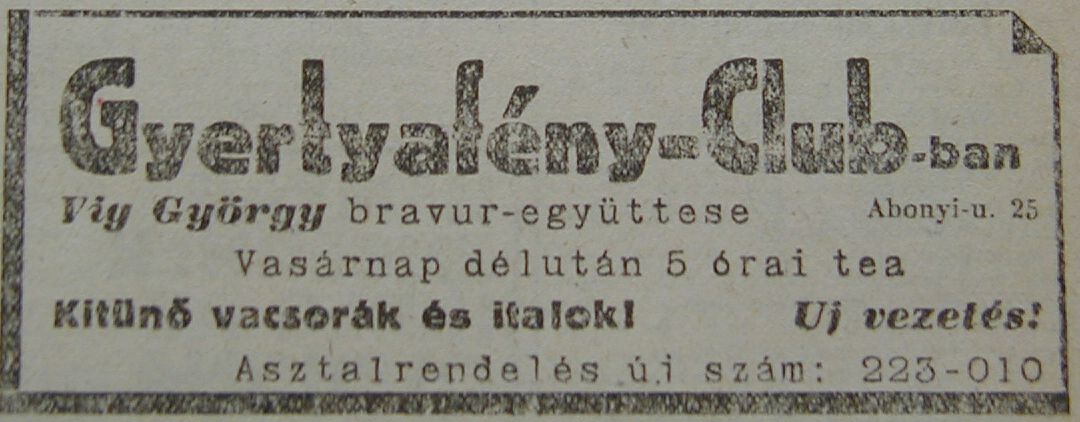 Gyertyafény-Club-ban
Vig György bravur-együttese Abonyi-u. 25
Vasárnap délután 5 órai tea
Kitünő vacsorák és italok! Uj vezetés!
Asztalrendelés új szám: 223-010